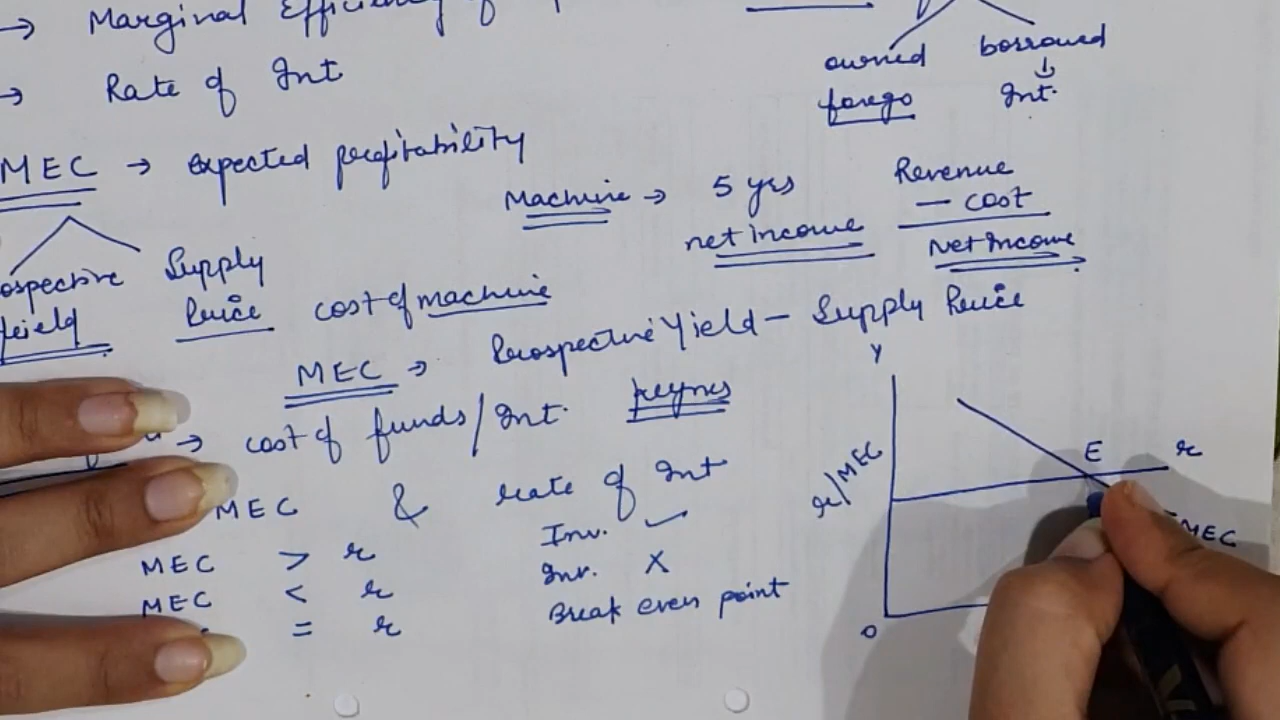 → Marginal Efficiency of
→ Rate of Int
owned borrowed
forego Int.
MEC → expected profitability
Machine → 5 yrs
net income
Revenue
— cost
Net Income
ospective Supply
Yield Price cost of machine
MEC → Prospective Yield – Supply Price
→ cost of funds/Int. keynes
MEC & rate of Int
MEC > r Inv. ✓
MEC < r Inv. X
= r Break even point
Y
r/MEC
E r
MEC
O